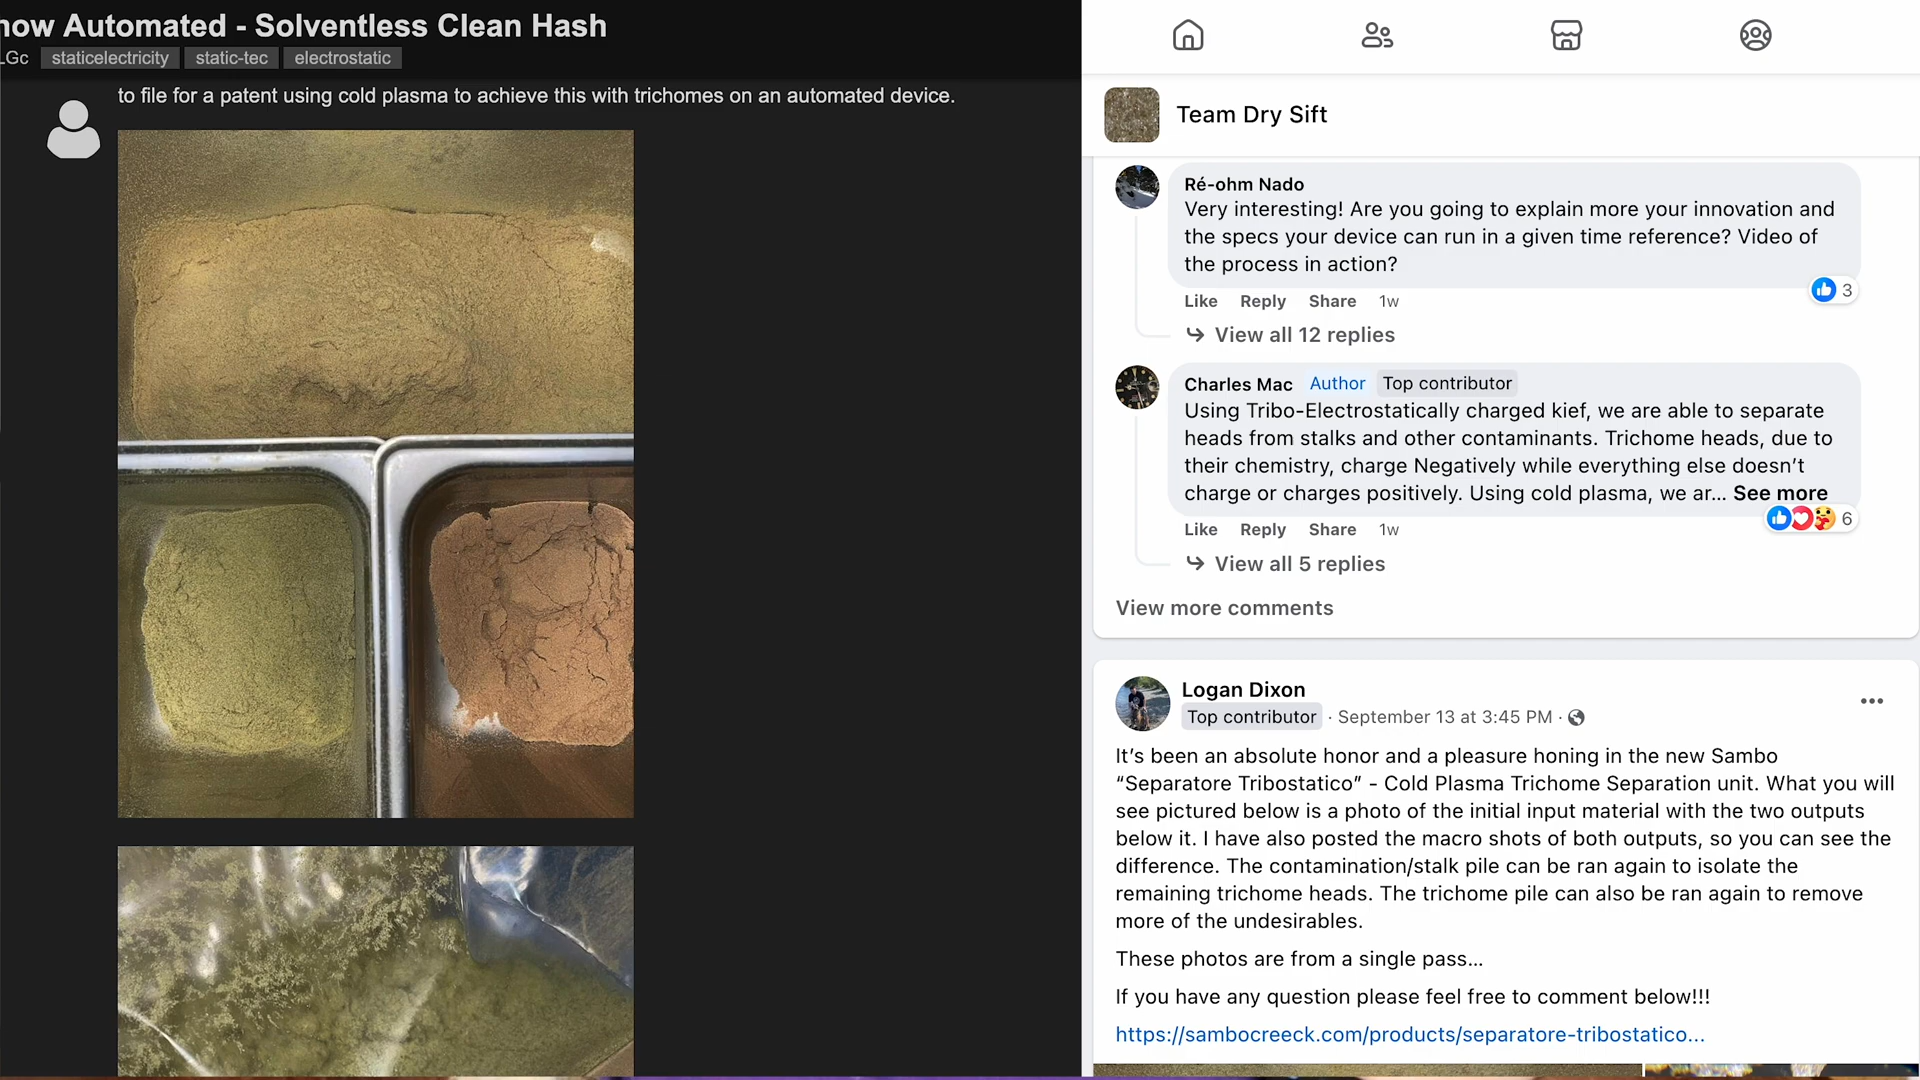 now Automated - Solventless Clean Hash
LGc staticelectricity static-tec electrostatic
to file for a patent using cold plasma to achieve this with trichomes on an automated device.
Team Dry Sift
Ré-ohm Nado
Very interesting! Are you going to explain more your innovation and
the specs your device can run in a given time reference? Video of
the process in action?
3
Like Reply Share 1w
View all 12 replies
Charles Mac Author Top contributor
Using Tribo-Electrostatically charged kief, we are able to separate
heads from stalks and other contaminants. Trichome heads, due to
their chemistry, charge Negatively while everything else doesn’t
charge or charges positively. Using cold plasma, we ar... See more
6
Like Reply Share 1w
View all 5 replies
View more comments
Logan Dixon
Top contributor · September 13 at 3:45 PM ·
It’s been an absolute honor and a pleasure honing in the new Sambo
“Separatore Tribostatico” - Cold Plasma Trichome Separation unit. What you will
see pictured below is a photo of the initial input material with the two outputs
below it. I have also posted the macro shots of both outputs, so you can see the
difference. The contamination/stalk pile can be ran again to isolate the
remaining trichome heads. The trichome pile can also be ran again to remove
more of the undesirables.
These photos are from a single pass...
If you have any question please feel free to comment below!!!
https://sambocreeck.com/products/separatore-tribostatico...